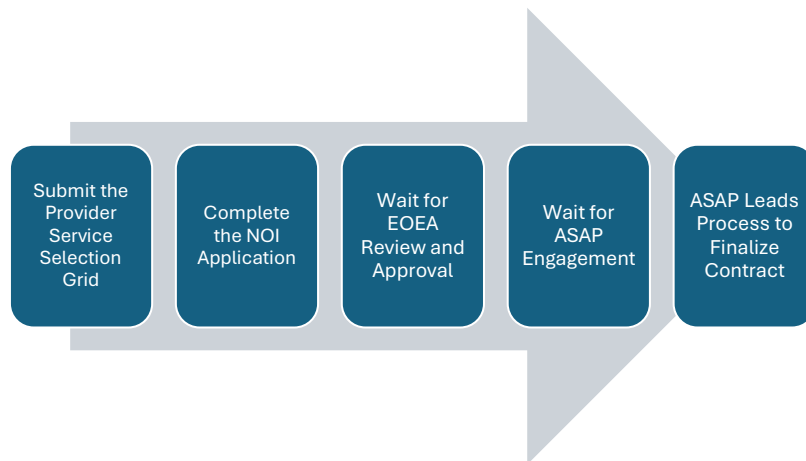 Submit the
Provider
Service
Selection
Grid
Complete
the NOI
Application
Wait for
EOEA
Review and
Approval
Wait for
ASAP
Engagement
ASAP Leads
Process to
Finalize
Contract